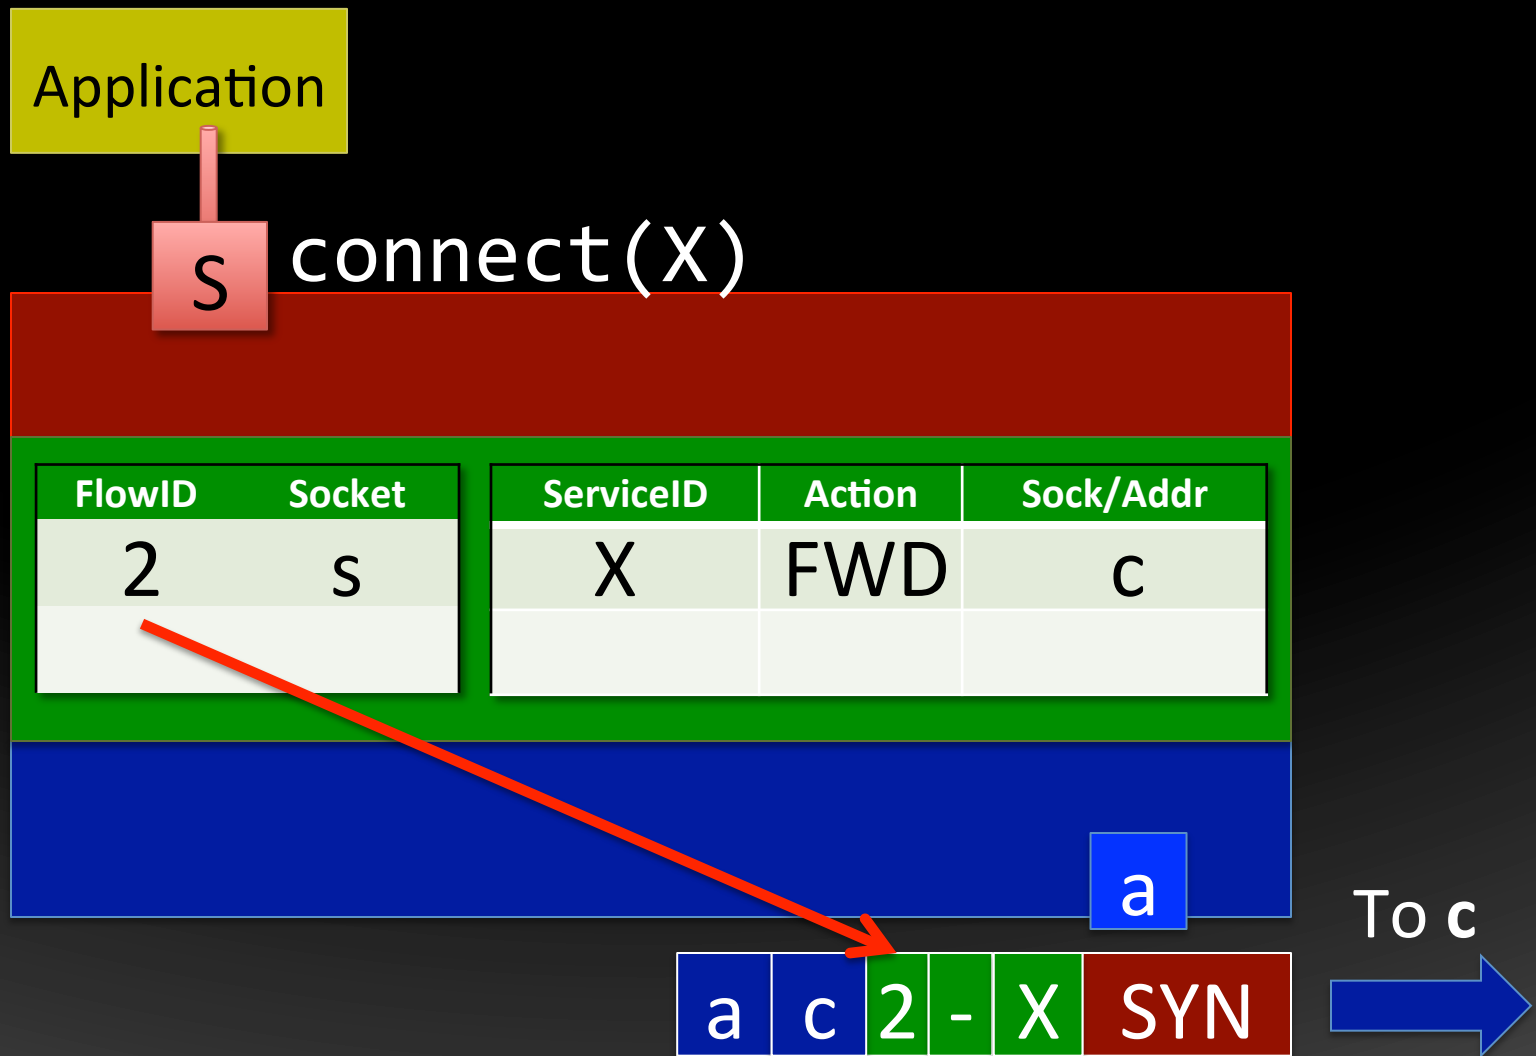 Application
S connect(X)
FlowID Socket ServiceID Action Sock/Addr
2 s X FWD c
a
To c
a c 2 - X SYN